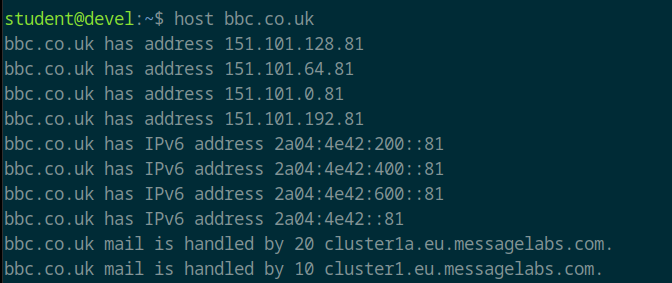 student@devel:~$ host bbc.co.uk
bbc.co.uk has address 151.101.128.81
bbc.co.uk has address 151.101.64.81
bbc.co.uk has address 151.101.0.81
bbc.co.uk has address 151.101.192.81
bbc.co.uk has IPv6 address 2a04:4e42:200::81
bbc.co.uk has IPv6 address 2a04:4e42:400::81
bbc.co.uk has IPv6 address 2a04:4e42:600::81
bbc.co.uk has IPv6 address 2a04:4e42::81
bbc.co.uk mail is handled by 20 cluster1a.eu.messagelabs.com.
bbc.co.uk mail is handled by 10 cluster1.eu.messagelabs.com.